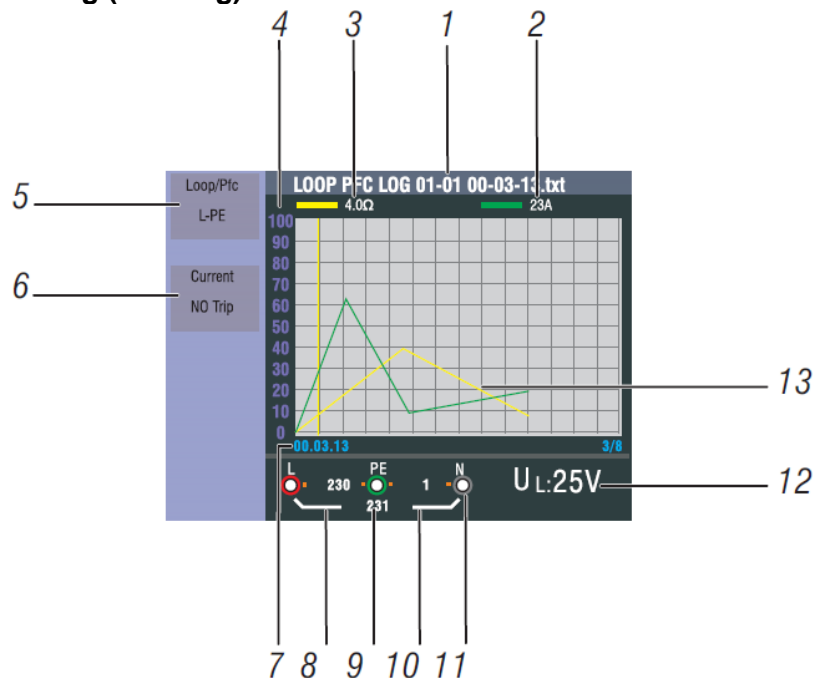 4 3 1 2
Loop/Pfc
L-PE
5
LOOP PFC LOG 01-01 00-03-13.txt
4.0Ω 23A
100
90
80
70
60
50
40
30
20
10
0
Current
NO Trip
6
13
00.03.13 3/8
L PE N
230 1
231
UL:25V
12
7 8 9 10 11